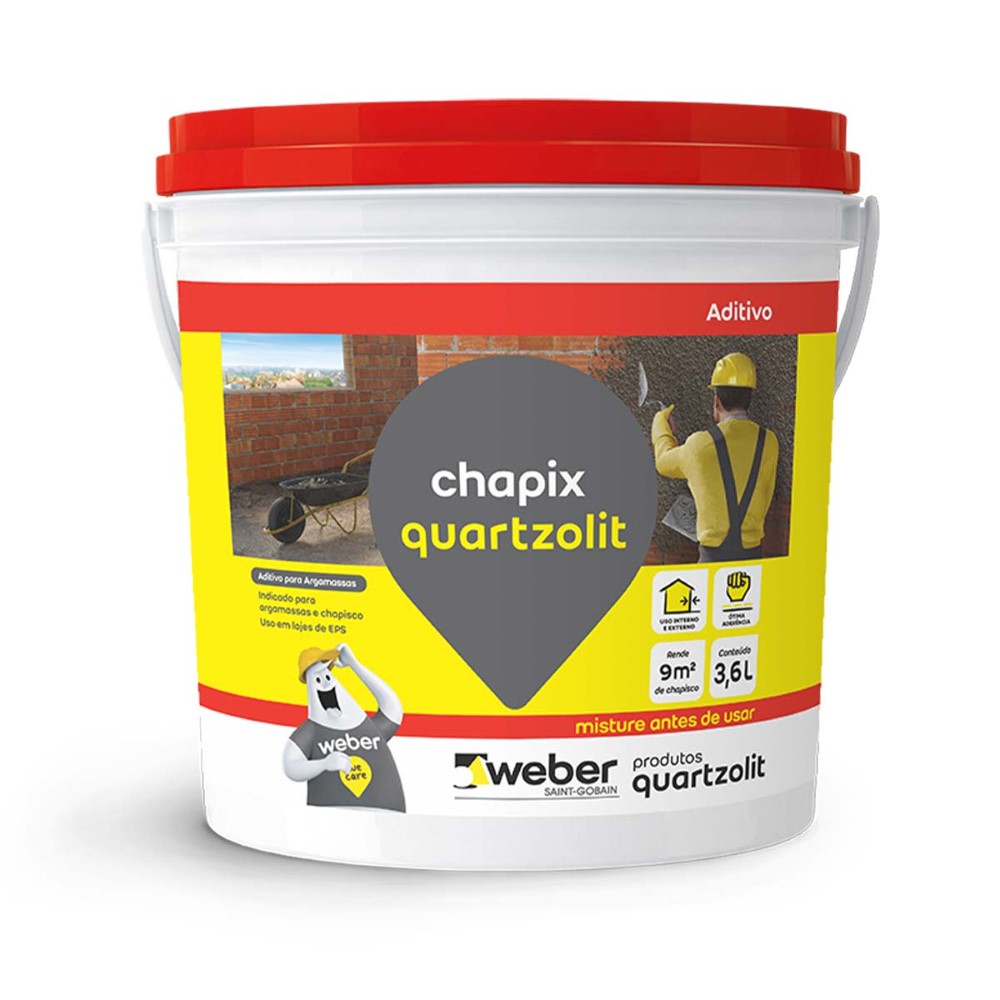 Aditivo
chapix
quartzolit
Aditivo para Argamassas
Indicado para
argamassas e chapisco
Uso em lajes de EPS
USO INTERNO
E EXTERNO
ÓTIMA
ADERÊNCIA
Rende
9m²
de chapisco
Conteúdo
3,6L
misture antes de usar
weber
we
care
weber
SAINT-GOBAIN
produtos
quartzolit